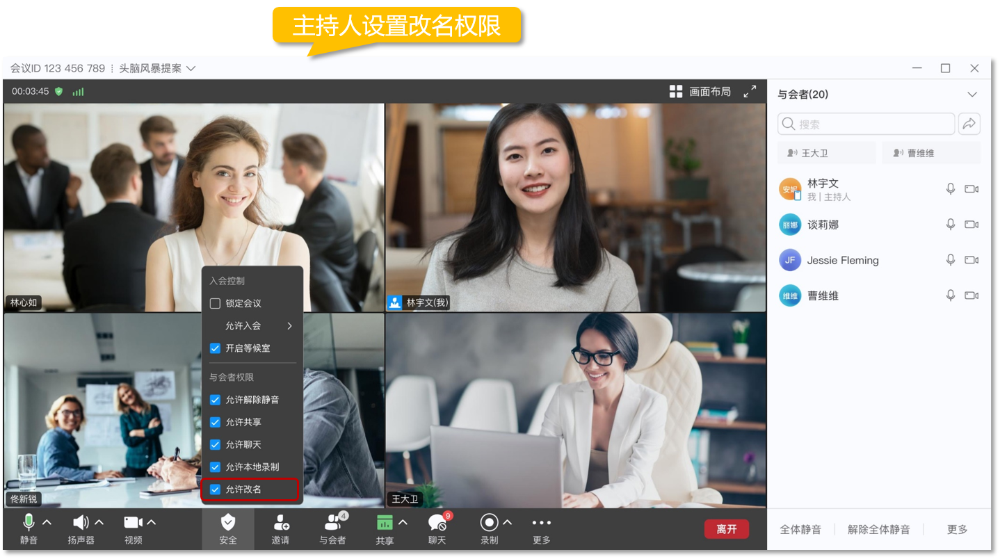 主持人设置改名权限
会议ID 123 456 789 ⋮ 头脑风暴提案
00:03:45
画面布局
林心如
林宇文(我)
佟新锐
王大卫
入会控制
锁定会议
允许入会
开启等候室
与会者权限
允许解除静音
允许共享
允许聊天
允许本地录制
允许改名
静音
扬声器
视频
安全
邀请
4
与会者
共享
9
聊天
录制
更多
离开
与会者(20)
搜索
王大卫
曹维维
安妮
林宇文
我 | 主持人
丽娜
谈莉娜
JF
Jessie Fleming
维维
曹维维
全体静音
解除全体静音
更多